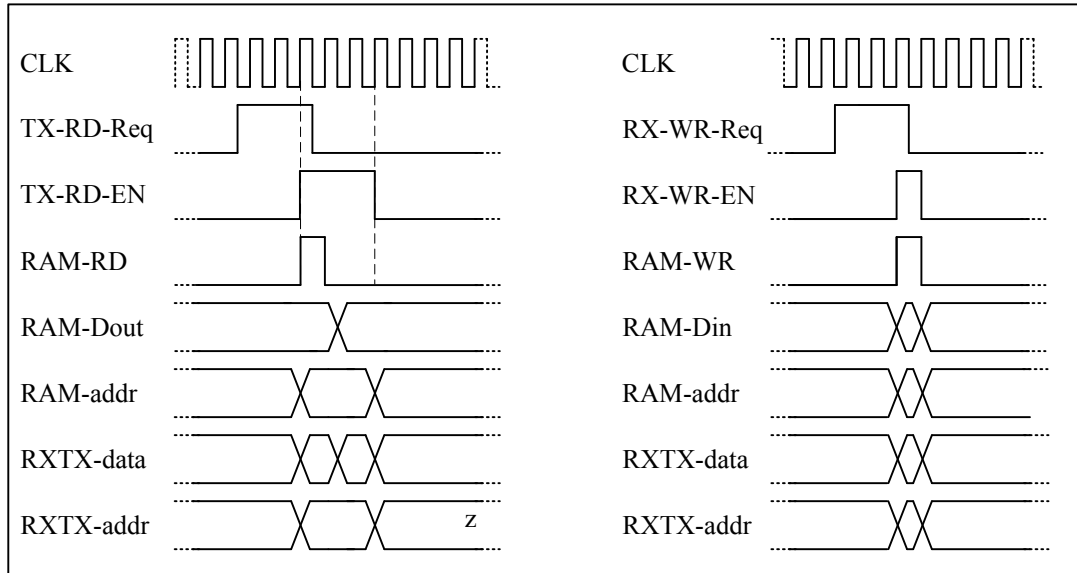 CLK
TX-RD-Req
TX-RD-EN
RAM-RD
RAM-Dout
RAM-addr
RXTX-data
RXTX-addr
z
CLK
RX-WR-Req
RX-WR-EN
RAM-WR
RAM-Din
RAM-addr
RXTX-data
RXTX-addr